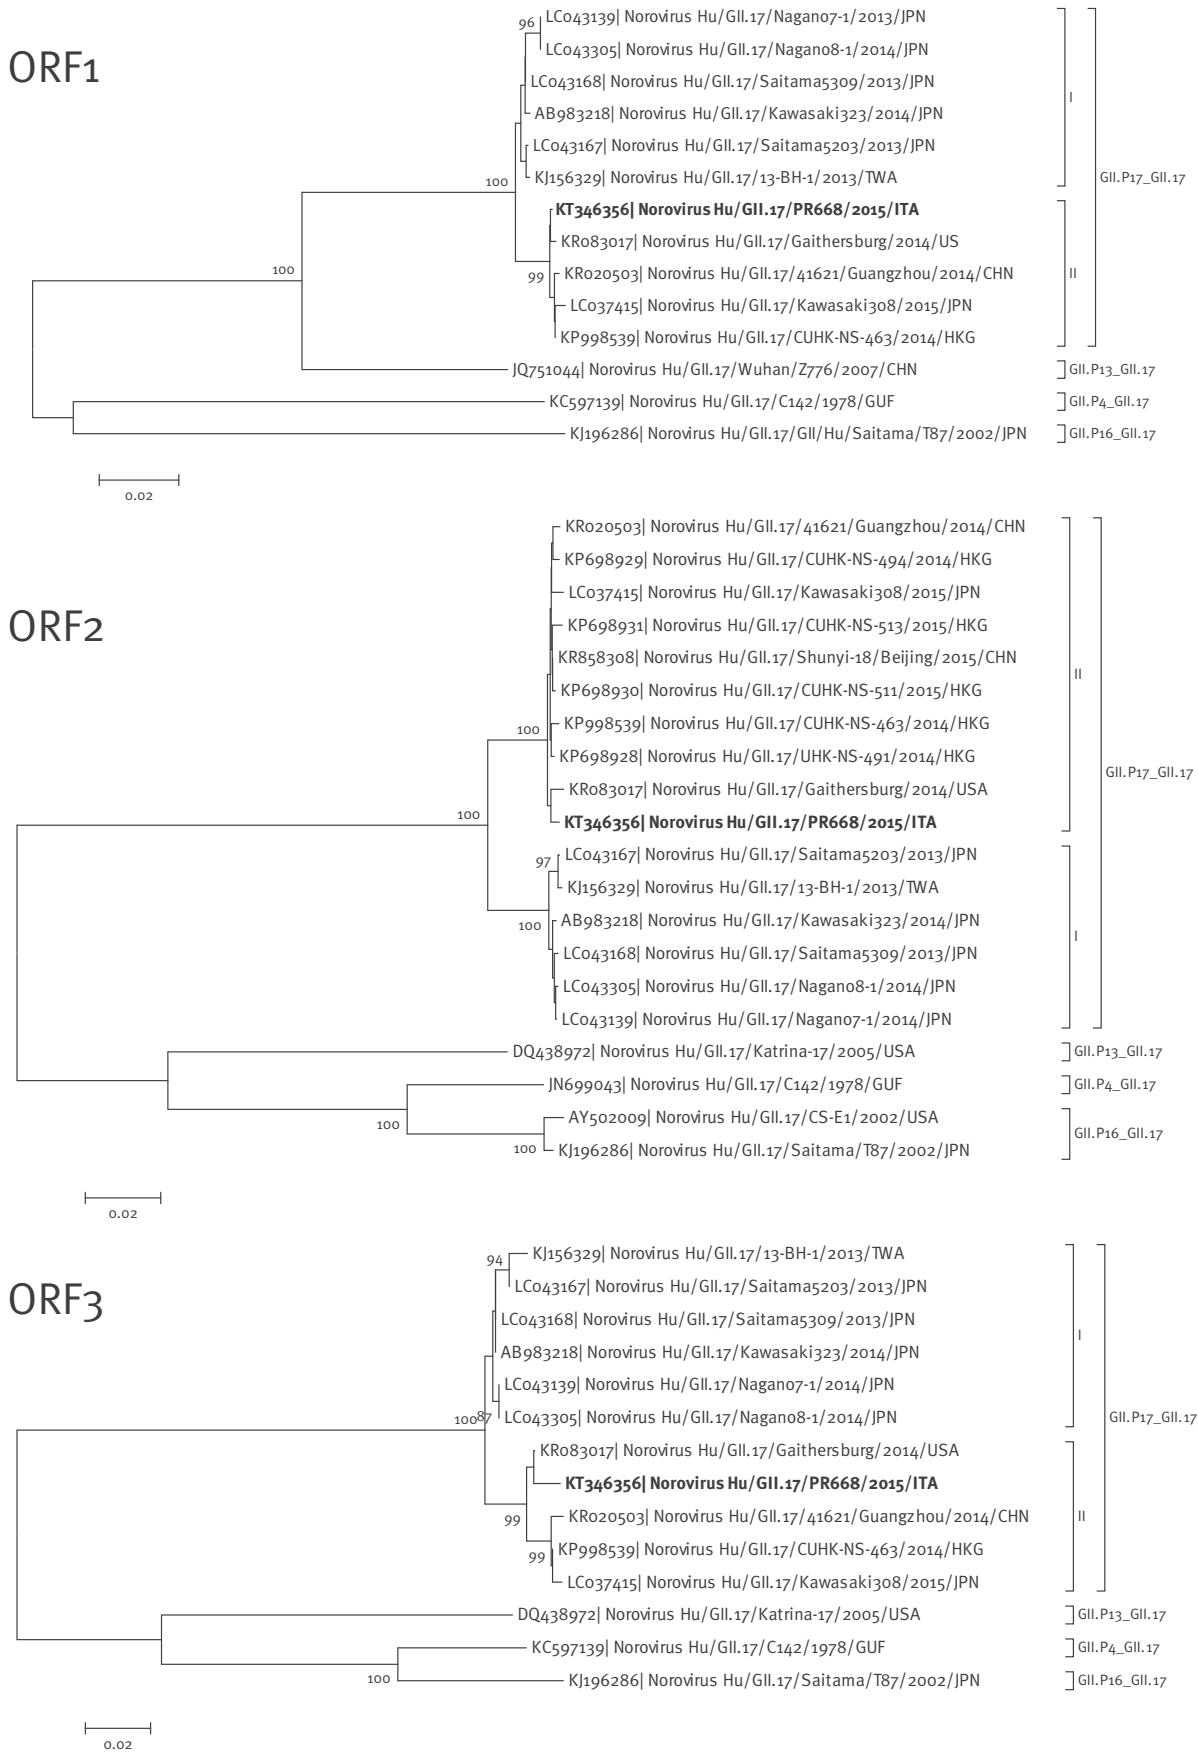 ORF1
96
LC043139| Norovirus Hu/GII.17/Nagano7-1/2013/JPN
LC043305| Norovirus Hu/GII.17/Nagano8-1/2014/JPN
LC043168| Norovirus Hu/GII.17/Saitama5309/2013/JPN
I
AB983218| Norovirus Hu/GII.17/Kawasaki323/2014/JPN
LC043167| Norovirus Hu/GII.17/Saitama5203/2013/JPN
100
KJ156329| Norovirus Hu/GII.17/13-BH-1/2013/TWA
GII.P17_GII.17
KT346356| Norovirus Hu/GII.17/PR668/2015/ITA
KR083017| Norovirus Hu/GII.17/Gaithersburg/2014/US
100
99
KR020503| Norovirus Hu/GII.17/41621/Guangzhou/2014/CHN
II
LC037415| Norovirus Hu/GII.17/Kawasaki308/2015/JPN
KP998539| Norovirus Hu/GII.17/CUHK-NS-463/2014/HKG
JQ751044| Norovirus Hu/GII.17/Wuhan/Z776/2007/CHN
GII.P13_GII.17
KC597139| Norovirus Hu/GII.17/C142/1978/GUF
GII.P4_GII.17
KJ196286| Norovirus Hu/GII.17/GII/Hu/Saitama/T87/2002/JPN
GII.P16_GII.17
0.02
ORF2
KR020503| Norovirus Hu/GII.17/41621/Guangzhou/2014/CHN
KP698929| Norovirus Hu/GII.17/CUHK-NS-494/2014/HKG
LC037415| Norovirus Hu/GII.17/Kawasaki308/2015/JPN
KP698931| Norovirus Hu/GII.17/CUHK-NS-513/2015/HKG
KR858308| Norovirus Hu/GII.17/Shunyi-18/Beijing/2015/CHN
II
KP698930| Norovirus Hu/GII.17/CUHK-NS-511/2015/HKG
100
KP998539| Norovirus Hu/GII.17/CUHK-NS-463/2014/HKG
KP698928| Norovirus Hu/GII.17/UHK-NS-491/2014/HKG
GII.P17_GII.17
KR083017| Norovirus Hu/GII.17/Gaithersburg/2014/USA
100
KT346356| Norovirus Hu/GII.17/PR668/2015/ITA
97
LC043167| Norovirus Hu/GII.17/Saitama5203/2013/JPN
KJ156329| Norovirus Hu/GII.17/13-BH-1/2013/TWA
100
AB983218| Norovirus Hu/GII.17/Kawasaki323/2014/JPN
I
LC043168| Norovirus Hu/GII.17/Saitama5309/2013/JPN
LC043305| Norovirus Hu/GII.17/Nagano8-1/2014/JPN
LC043139| Norovirus Hu/GII.17/Nagano7-1/2014/JPN
DQ438972| Norovirus Hu/GII.17/Katrina-17/2005/USA
GII.P13_GII.17
JN699043| Norovirus Hu/GII.17/C142/1978/GUF
GII.P4_GII.17
100
AY502009| Norovirus Hu/GII.17/CS-E1/2002/USA
GII.P16_GII.17
100
KJ196286| Norovirus Hu/GII.17/Saitama/T87/2002/JPN
0.02
ORF3
94
KJ156329| Norovirus Hu/GII.17/13-BH-1/2013/TWA
LC043167| Norovirus Hu/GII.17/Saitama5203/2013/JPN
LC043168| Norovirus Hu/GII.17/Saitama5309/2013/JPN
I
AB983218| Norovirus Hu/GII.17/Kawasaki323/2014/JPN
LC043139| Norovirus Hu/GII.17/Nagano7-1/2014/JPN
100
87
LC043305| Norovirus Hu/GII.17/Nagano8-1/2014/JPN
GII.P17_GII.17
KR083017| Norovirus Hu/GII.17/Gaithersburg/2014/USA
KT346356| Norovirus Hu/GII.17/PR668/2015/ITA
99
KR020503| Norovirus Hu/GII.17/41621/Guangzhou/2014/CHN
II
99
KP998539| Norovirus Hu/GII.17/CUHK-NS-463/2014/HKG
LC037415| Norovirus Hu/GII.17/Kawasaki308/2015/JPN
DQ438972| Norovirus Hu/GII.17/Katrina-17/2005/USA
GII.P13_GII.17
KC597139| Norovirus Hu/GII.17/C142/1978/GUF
GII.P4_GII.17
100
KJ196286| Norovirus Hu/GII.17/Saitama/T87/2002/JPN
GII.P16_GII.17
0.02